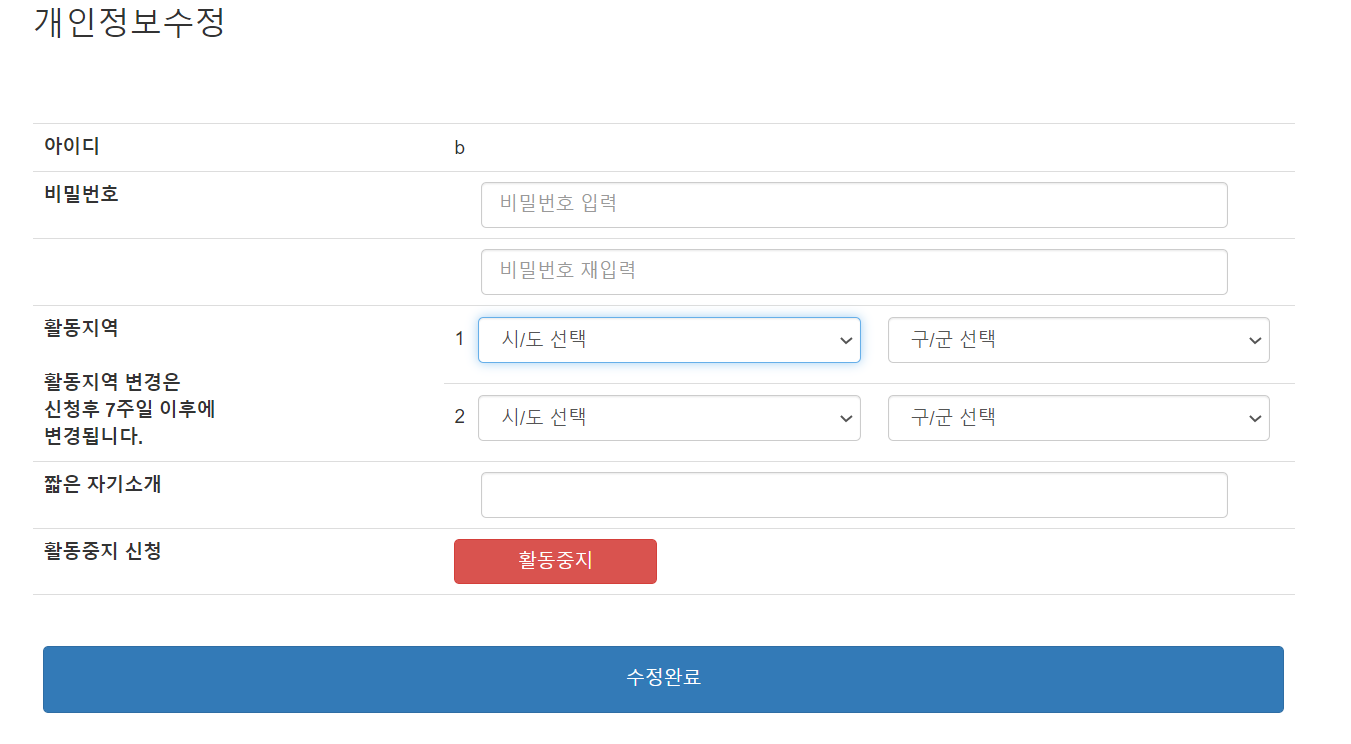 개인정보수정
아이디 b
비밀번호 비밀번호 입력
비밀번호 재입력
활동지역 1 시/도 선택 구/군 선택
활동지역 변경은
신청후 7주일 이후에
변경됩니다.
2 시/도 선택 구/군 선택
짧은 자기소개
활동중지 신청 활동중지
수정완료